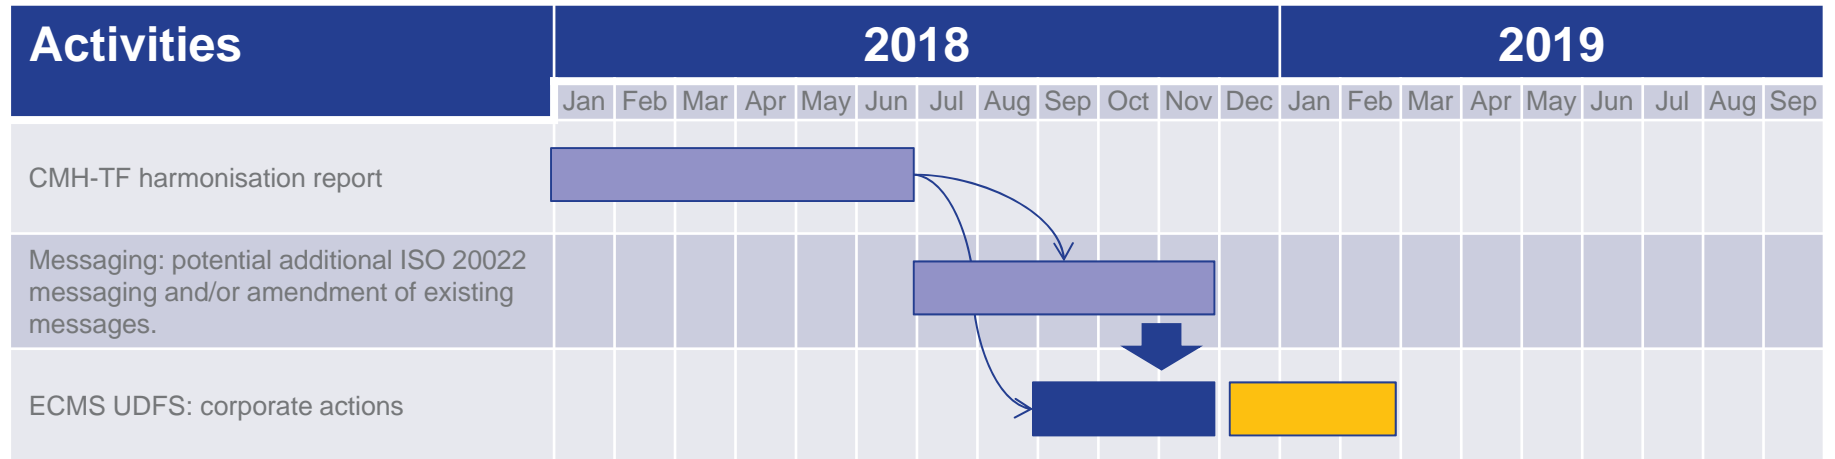 Activities 2018 2019
Jan Feb Mar Apr May Jun Jul Aug Sep Oct Nov Dec Jan Feb Mar Apr May Jun Jul Aug Sep
CMH-TF harmonisation report
Messaging: potential additional ISO 20022
messaging and/or amendment of existing
messages.
ECMS UDFS: corporate actions